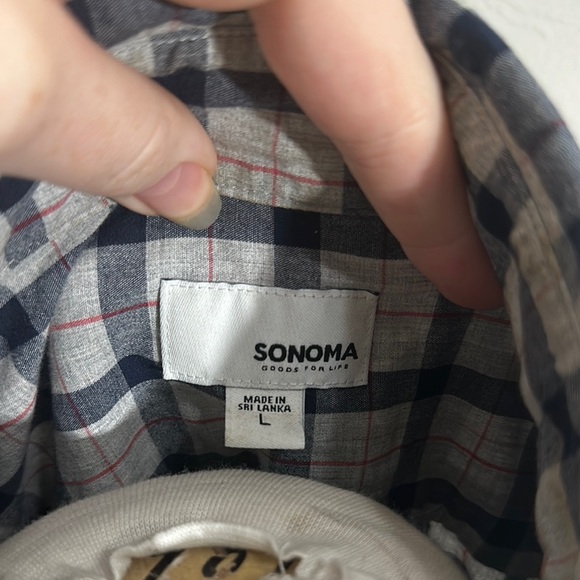 SONOMA
GOODS FOR LIFE
MADE IN
SRI LANKA
L